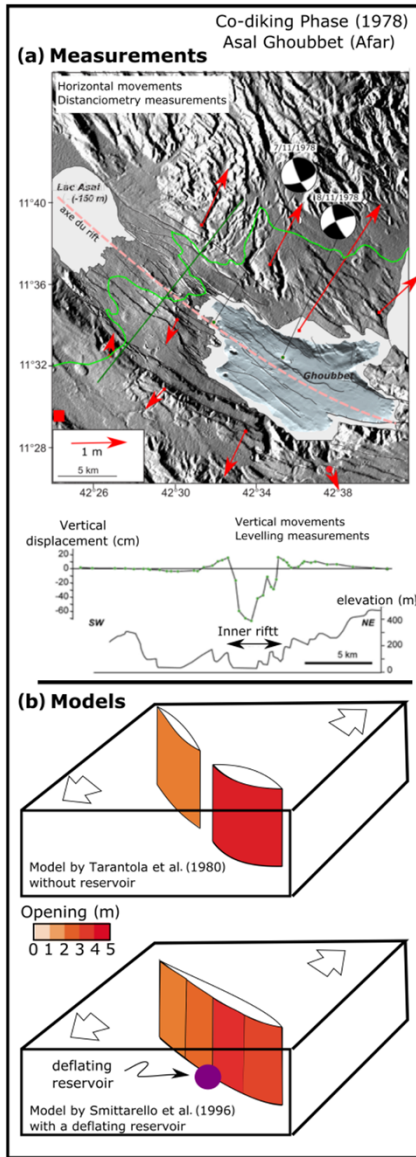 Co-diking Phase (1978)
Asal Ghoubbet (Afar)
(a) Measurements
Horizontal movements
Distanciometry measurements
7/11/1978
8/11/1978
Lac Asal
(-150 m)
axe du rift
11°40
11°36
11°32
11°28
Ghoubbet
1 m
5 km
42°26
42°30
42°34
42°38
Vertical
displacement (cm)
Vertical movements
Levelling measurements
20
0
-20
-40
-60
elevation (m)
SW
NE
400
200
0
Inner riftt
5 km
(b) Models
Model by Tarantola et al. (1980)
without reservoir
Opening (m)
0 1 2 3 4 5
deflating
reservoir
Model by Smittarello et al. (1996)
with a deflating reservoir